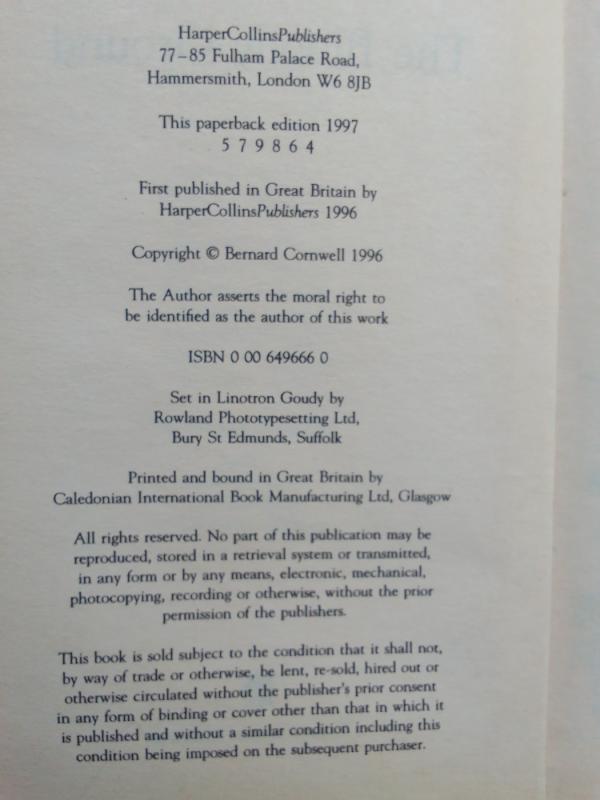 HarperCollinsPublishers
77–85 Fulham Palace Road,
Hammersmith, London W6 8JB
This paperback edition 1997
5 7 9 8 6 4
First published in Great Britain by
HarperCollinsPublishers 1996
Copyright © Bernard Cornwell 1996
The Author asserts the moral right to
be identified as the author of this work
ISBN 0 00 649666 0
Set in Linotron Goudy by
Rowland Phototypesetting Ltd,
Bury St Edmunds, Suffolk
Printed and bound in Great Britain by
Caledonian International Book Manufacturing Ltd, Glasgow
All rights reserved. No part of this publication may be
reproduced, stored in a retrieval system or transmitted,
in any form or by any means, electronic, mechanical,
photocopying, recording or otherwise, without the prior
permission of the publishers.
This book is sold subject to the condition that it shall not,
by way of trade or otherwise, be lent, re-sold, hired out or
otherwise circulated without the publisher's prior consent
in any form of binding or cover other than that in which it
is published and without a similar condition including this
condition being imposed on the subsequent purchaser.